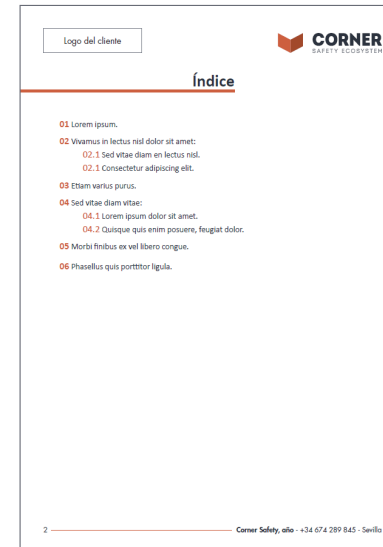 Logo del cliente
CORNER
SAFETY ECOSYSTEM
Índice
01 Lorem ipsum.
02 Vivamus in lectus nisl dolor sit amet:
02.1 Sed vitae diam en lectus nisl.
02.1 Consectetur adipiscing elit.
03 Etiam varius purus.
04 Sed vitae diam vitae:
04.1 Lorem ipsum dolor sit amet.
04.2 Quisque quis enim posuere, feugiat dolor.
05 Morbi finibus ex vel libero congue.
06 Phasellus quis porttitor ligula.
2 Corner Safety, año - +34 674 289 845 - Sevilla